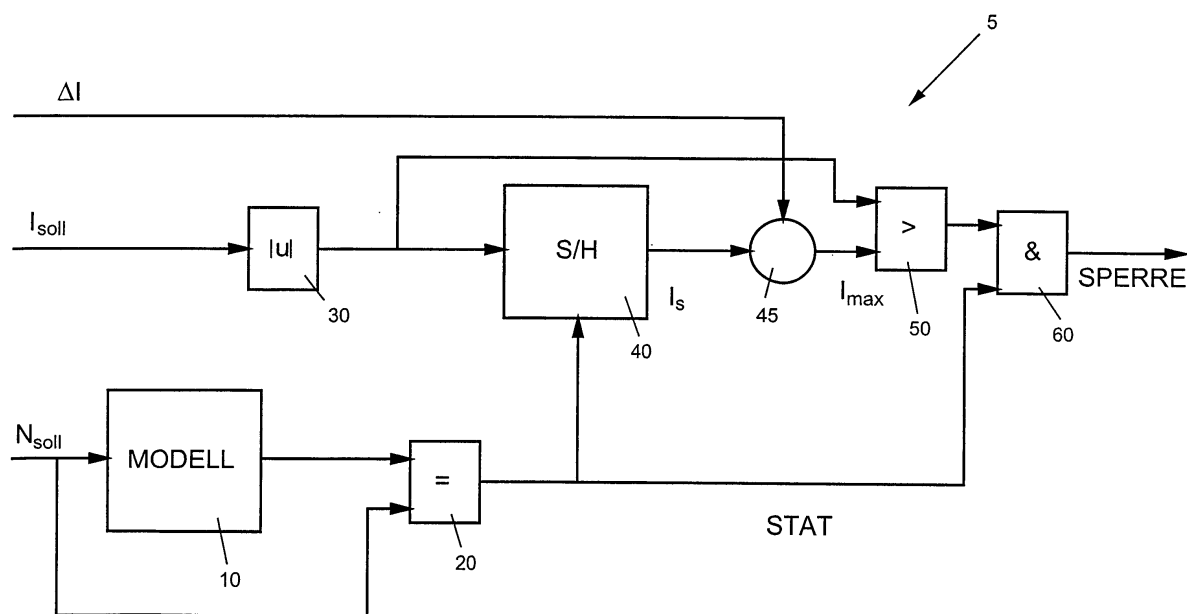 5
ΔI
I_soll
|u|
30
S/H
40
I_s
45
I_max
>
50
&
60
SPERRE
N_soll
MODELL
10
=
20
STAT